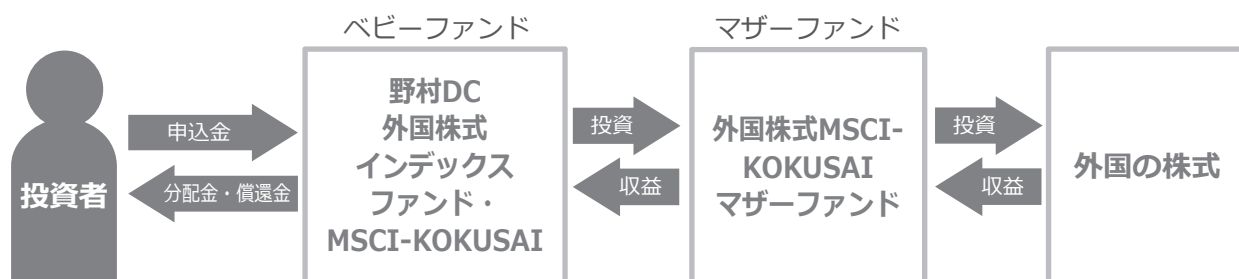 ベビーファンド
マザーファンド
投資者
申込金
分配金・償還金
野村DC
外国株式
インデックス
ファンド・
MSCI-KOKUSAI
投資
収益
外国株式MSCI-
KOKUSAI
マザーファンド
投資
収益
外国の株式